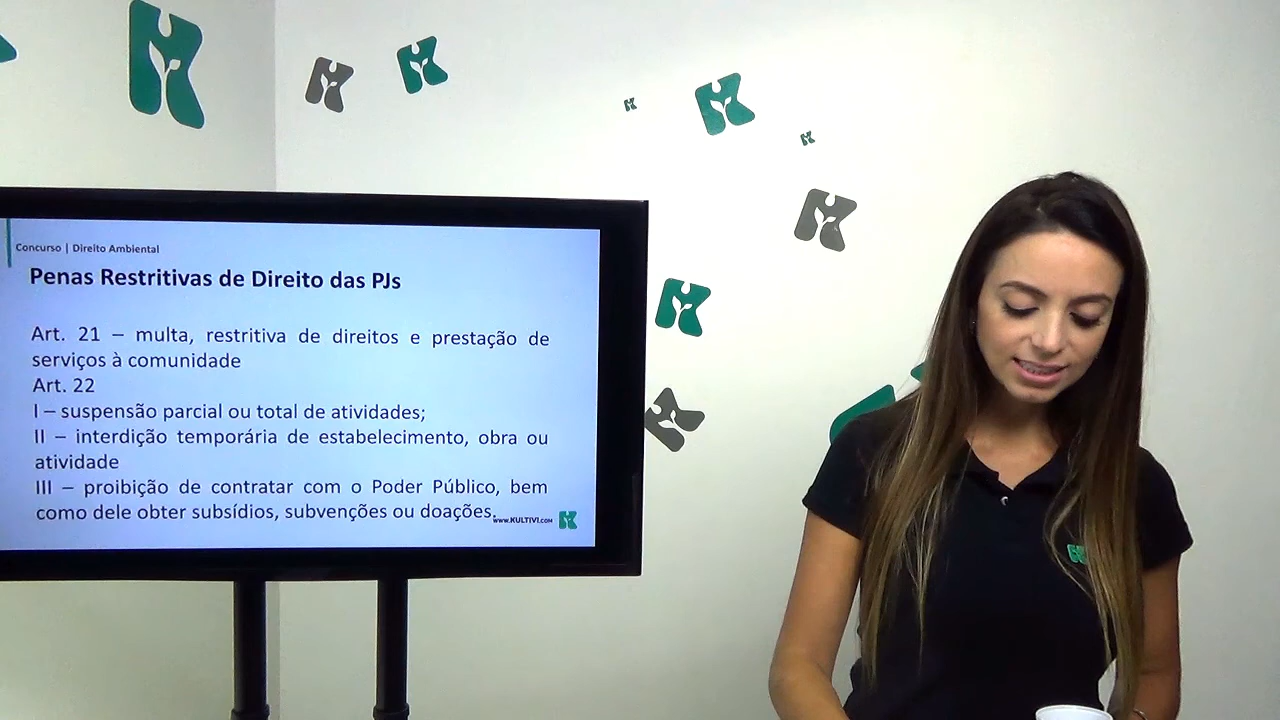 Concurso | Direito Ambiental
Penas Restritivas de Direito das PJs
Art. 21 – multa, restritiva de direitos e prestação de
serviços à comunidade
Art. 22
I – suspensão parcial ou total de atividades;
II – interdição temporária de estabelecimento, obra ou
atividade
III – proibição de contratar com o Poder Público, bem
como dele obter subsídios, subvenções ou doações.
www.KULTIVI.com